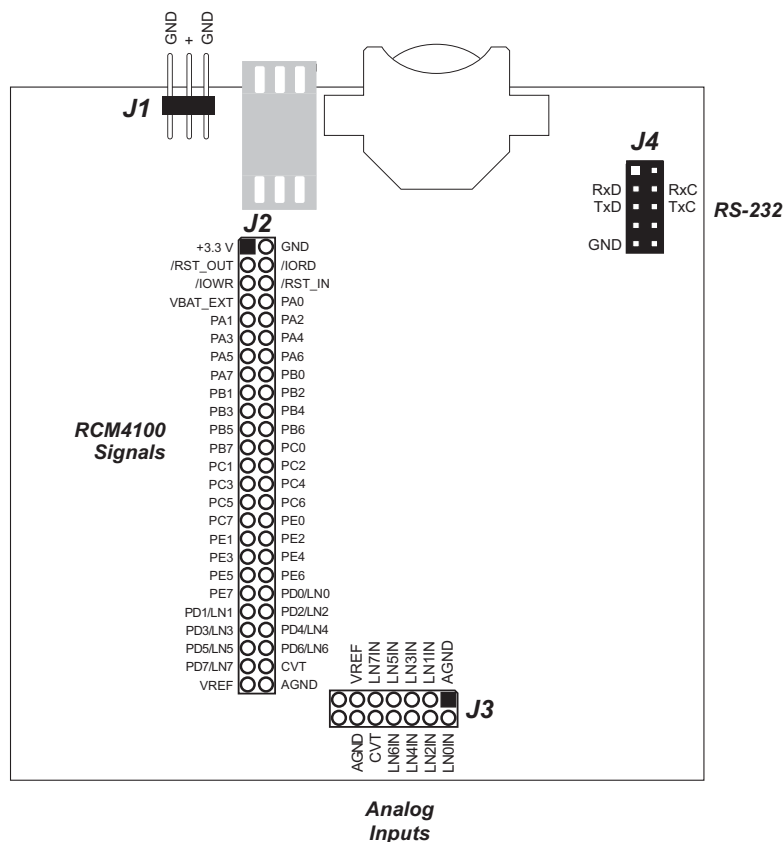 GND
+
GND
J1
J4
RxD RxC
TxD TxC
GND
RS-232
J2
+3.3 V GND
/RST_OUT /IORD
/IOWR /RST_IN
VBAT_EXT PA0
PA1 PA2
PA3 PA4
PA5 PA6
PA7 PB0
PB1 PB2
PB3 PB4
PB5 PB6
PB7 PC0
PC1 PC2
PC3 PC4
PC5 PC6
PC7 PE0
PE1 PE2
PE3 PE4
PE5 PE6
PE7 PD0/LN0
PD1/LN1 PD2/LN2
PD3/LN3 PD4/LN4
PD5/LN5 PD6/LN6
PD7/LN7 CVT
VREF AGND
RCM4100
Signals
VREF
LN7IN
LN5IN
LN3IN
LN1IN
AGND
J3
AGND
CVT
LN6IN
LN4IN
LN2IN
LN0IN
Analog
Inputs